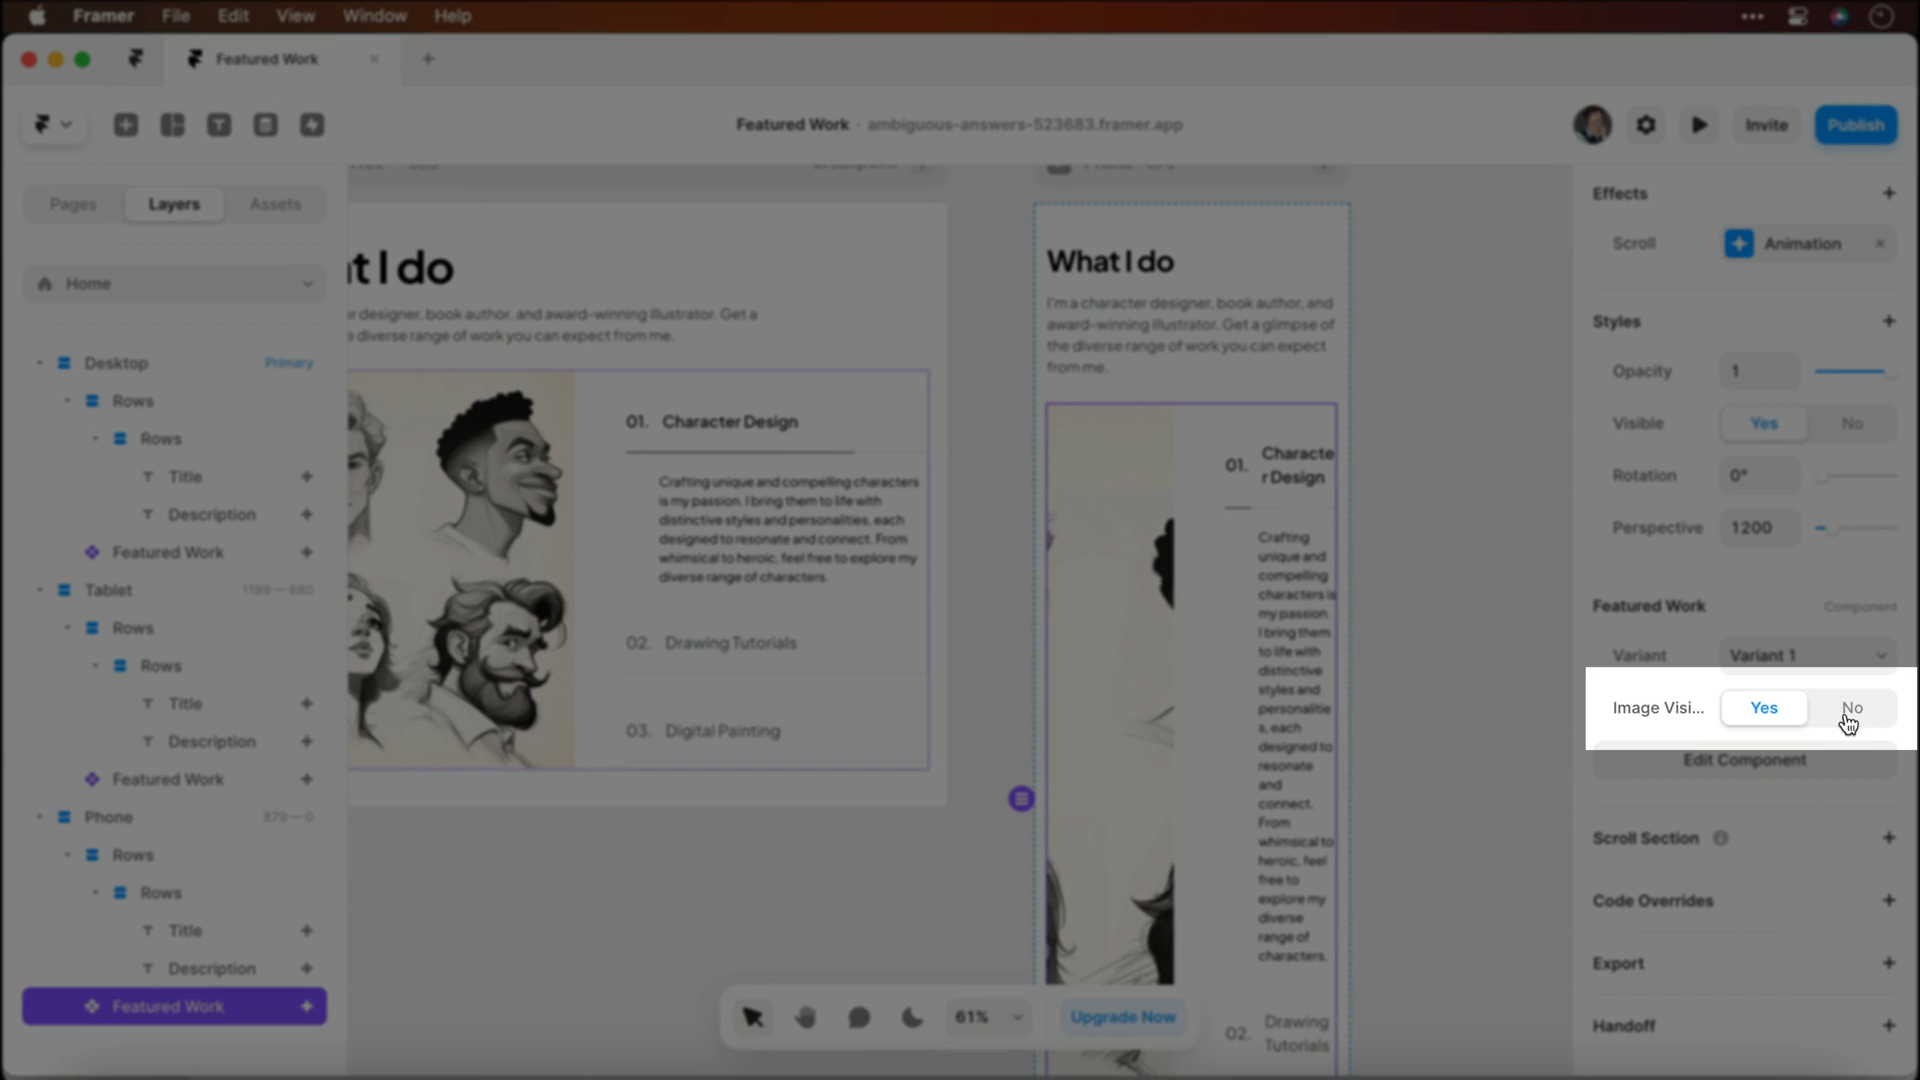 Framer File Edit View Window Help
Featured Work
Featured Work · ambiguous-answers-523683.framer.app
Invite
Publish
Pages
Layers
Assets
Home
Desktop Primary
Rows
Rows
Title
Description
Featured Work
Tablet 1199—880
Rows
Rows
Title
Description
Featured Work
Phone 879—0
Rows
Rows
Title
Description
Featured Work
t I do
r designer, book author, and award-winning illustrator. Get a
e diverse range of work you can expect from me.
01. Character Design
Crafting unique and compelling characters
is my passion. I bring them to life with
distinctive styles and personalities, each
designed to resonate and connect. From
whimsical to heroic, feel free to explore my
diverse range of characters.
02. Drawing Tutorials
03. Digital Painting
What I do
I'm a character designer, book author, and
award-winning illustrator. Get a glimpse of
the diverse range of work you can expect
from me.
01.
Characte
r Design
Crafting
unique and
compelling
characters is
my passion.
I bring them
to life with
distinctive
styles and
personalitie
s, each
designed to
resonate
and
connect.
From
whimsical to
heroic, feel
free to
explore my
diverse
range of
characters.
02.
Drawing
Tutorials
61%
Upgrade Now
Effects
Scroll Animation
Styles
Opacity 1
Visible Yes No
Rotation 0°
Perspective 1200
Featured Work Component
Variant Variant 1
Image Visi... Yes No
Edit Component
Scroll Section
Code Overrides
Export
Handoff